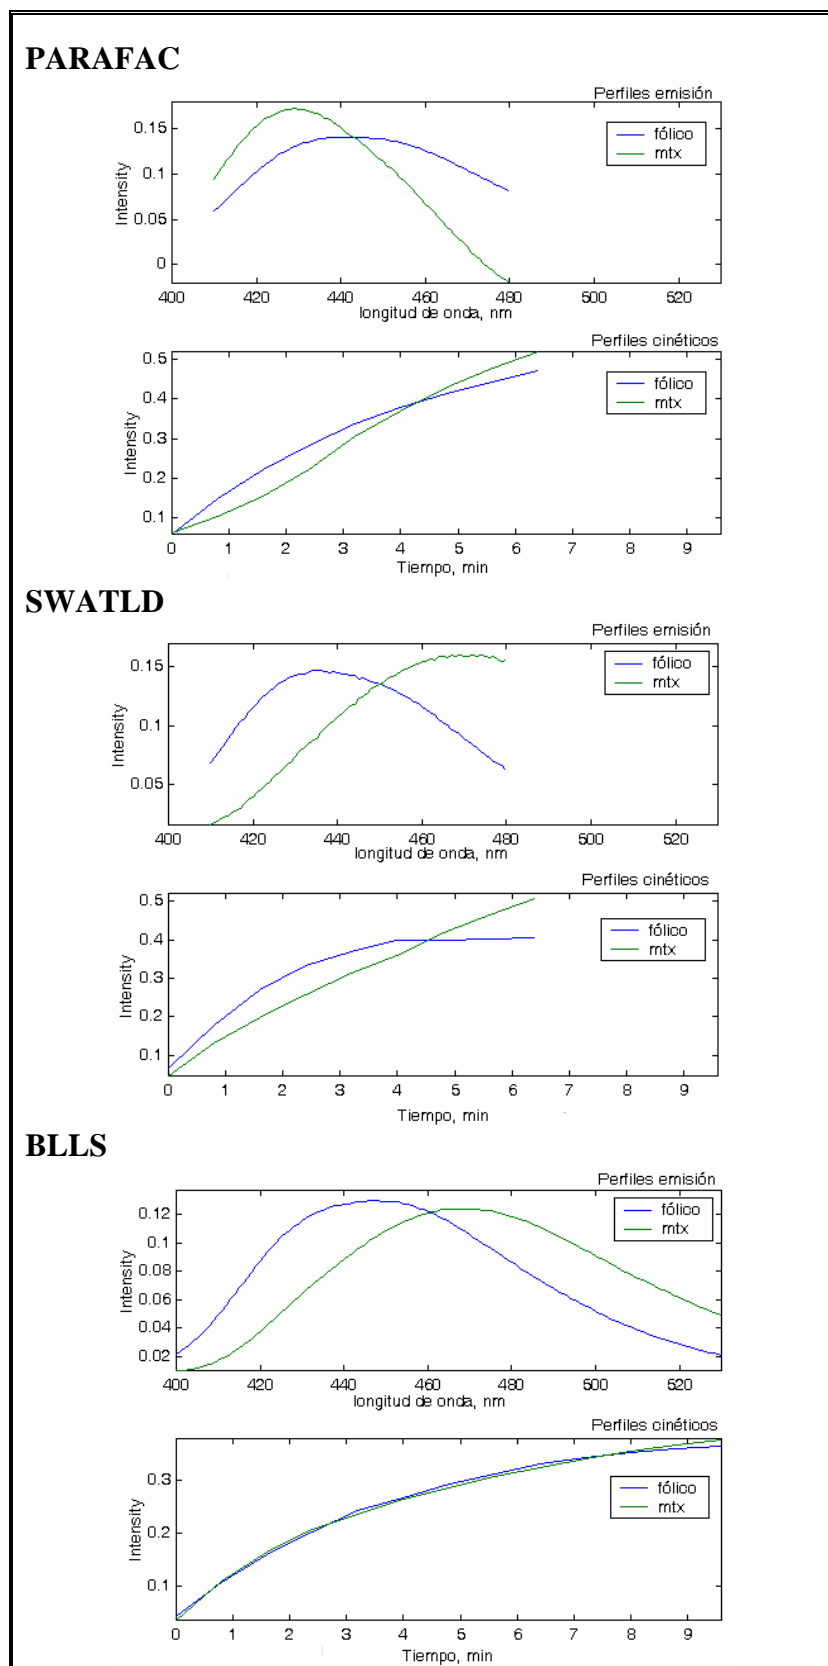 PARAFAC
Perfiles emisión
0.15
0.1
0.05
0
Intensity
fólico
mtx
400 420 440 460 480 500 520
longitud de onda, nm
Perfiles cinéticos
0.5
0.4
0.3
0.2
0.1
Intensity
fólico
mtx
0 1 2 3 4 5 6 7 8 9
Tiempo, min
SWATLD
Perfiles emisión
0.15
0.1
0.05
Intensity
fólico
mtx
400 420 440 460 480 500 520
longitud de onda, nm
Perfiles cinéticos
0.5
0.4
0.3
0.2
0.1
Intensity
fólico
mtx
0 1 2 3 4 5 6 7 8 9
Tiempo, min
BLLS
Perfiles emisión
0.12
0.1
0.08
0.06
0.04
0.02
Intensity
fólico
mtx
400 420 440 460 480 500 520
longitud de onda, nm
Perfiles cinéticos
0.3
0.2
0.1
Intensity
fólico
mtx
0 1 2 3 4 5 6 7 8 9
Tiempo, min